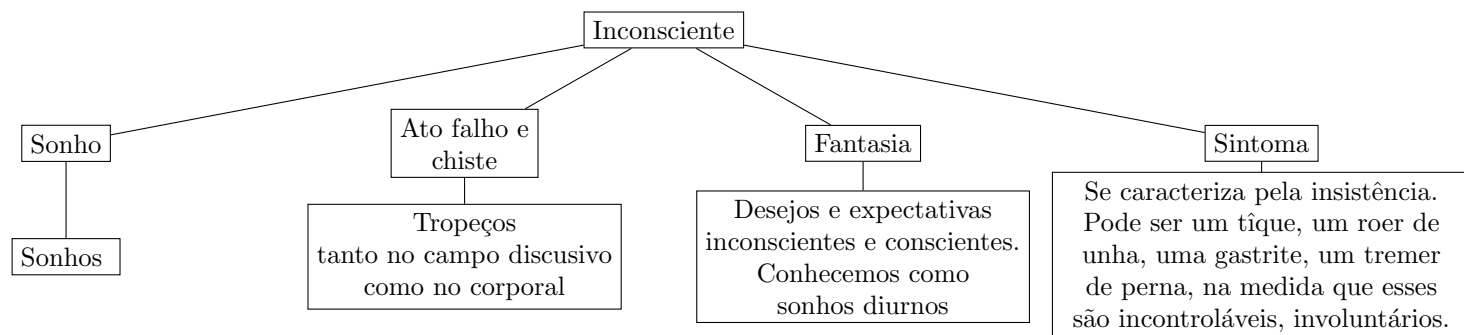 Inconsciente
Sonho
Ato falho e
chiste
Fantasia
Sintoma
Sonhos
Tropeços
tanto no campo discusivo
como no corporal
Desejos e expectativas
inconscientes e conscientes.
Conhecemos como
sonhos diurnos
Se caracteriza pela insistência.
Pode ser um tîque, um roer de
unha, uma gastrite, um tremer
de perna, na medida que esses
são incontroláveis, involuntários.